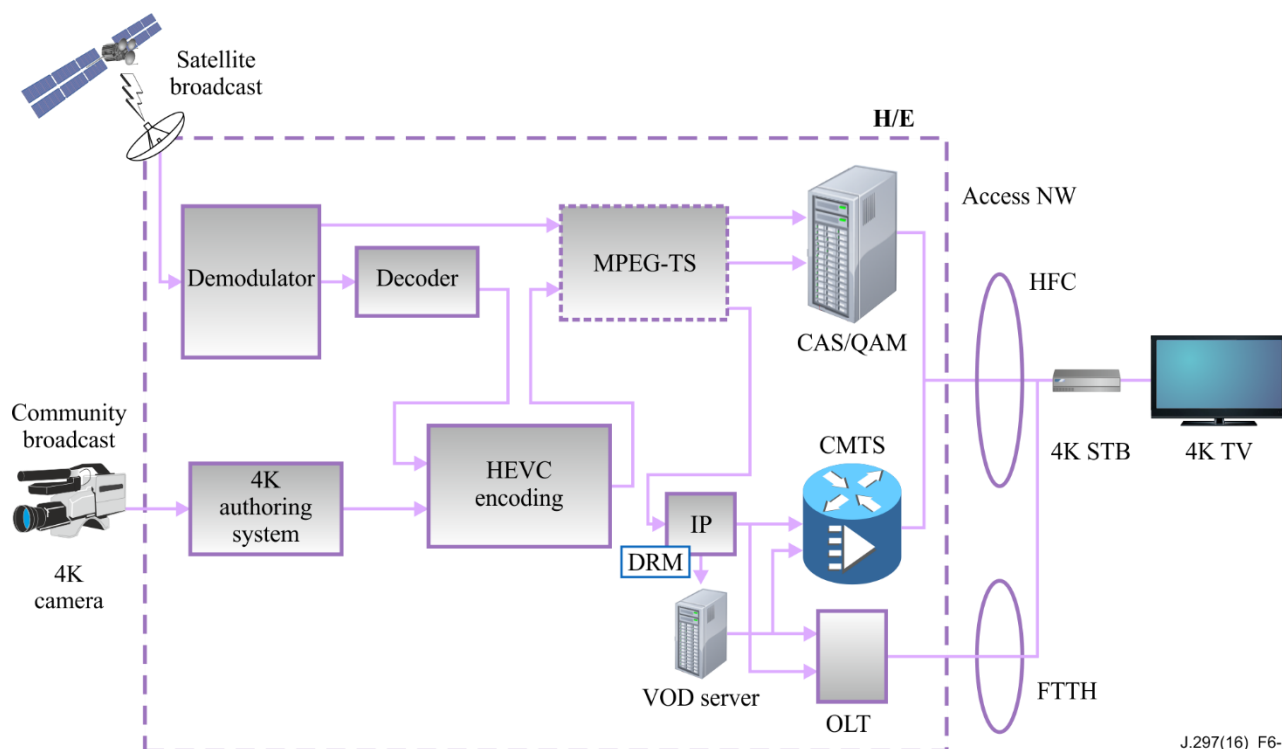 Satellite
broadcast
H/E
Access NW
Demodulator
Decoder
MPEG-TS
CAS/QAM
HFC
Community
broadcast
4K
camera
4K
authoring
system
HEVC
encoding
IP
DRM
CMTS
4K STB
4K TV
VOD server
OLT
FTTH
J.297(16)_F6-